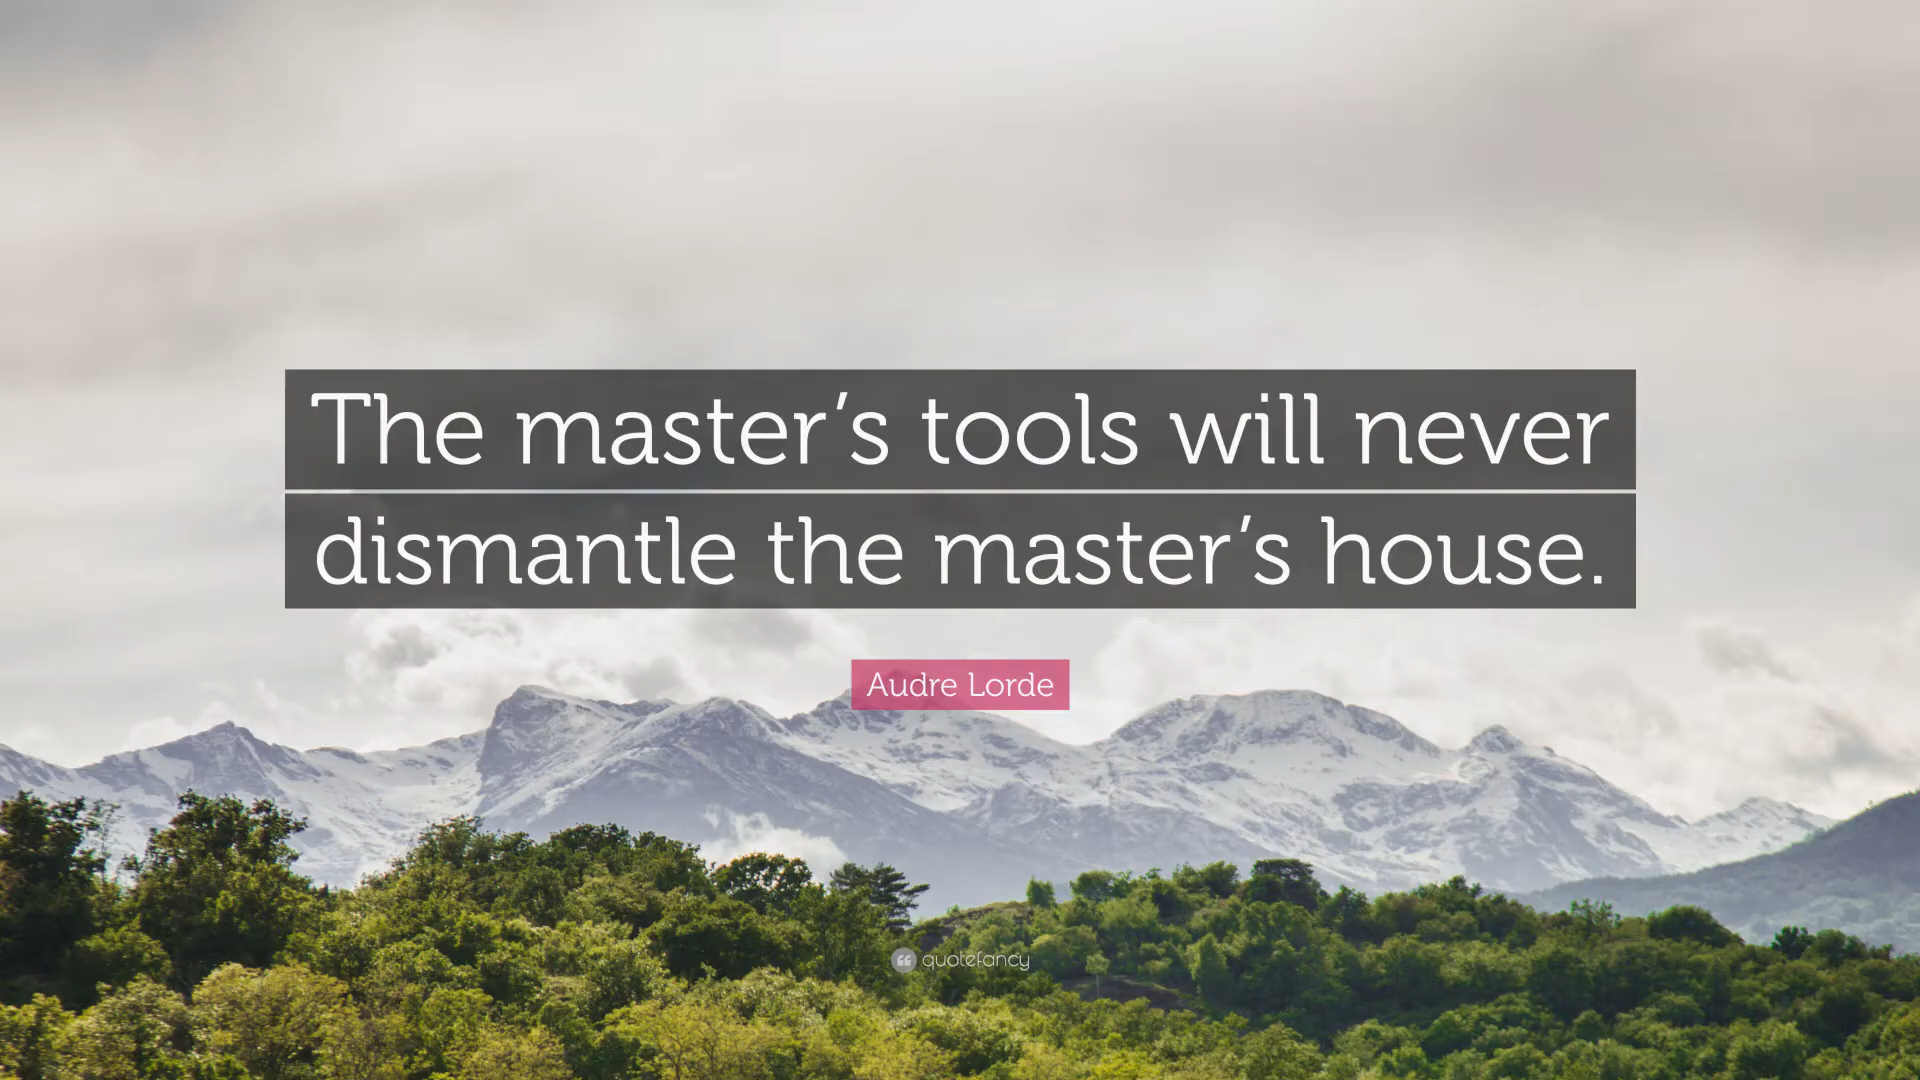 The master’s tools will never
dismantle the master’s house.
Audre Lorde
quotefancy